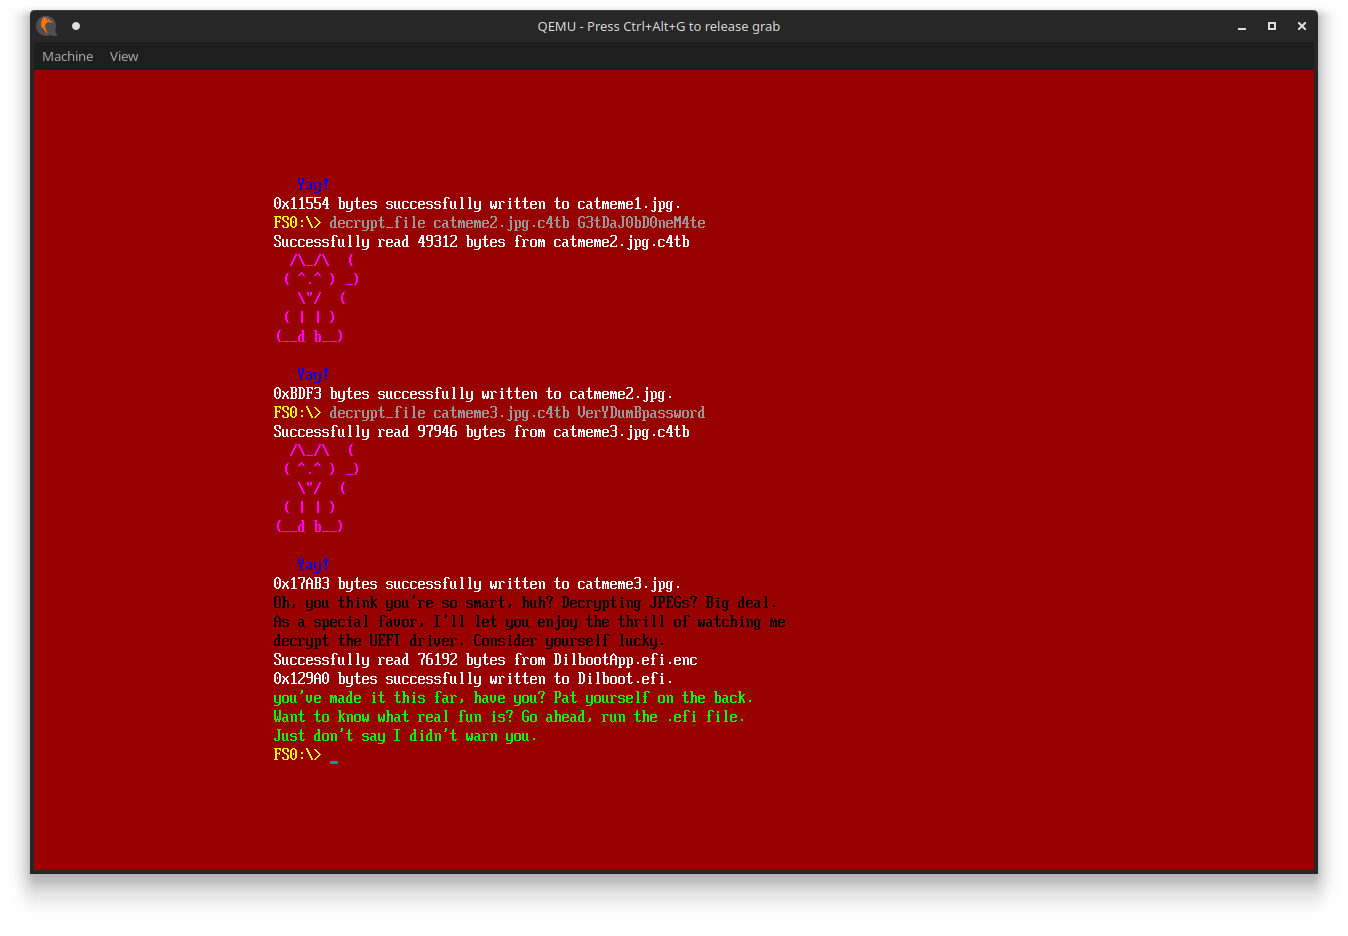 QEMU - Press Ctrl+Alt+G to release grab
Machine View
Yay!
0x11554 bytes successfully written to catmeme1.jpg.
FS0:\> decrypt_file catmeme2.jpg.c4tb G3tDaJ0bD0neM4te
Successfully read 49312 bytes from catmeme2.jpg.c4tb
/\_/\  (
( ^.^ ) _)
\"/  (
( | | )
(__d b__)
Yay!
0xBDF3 bytes successfully written to catmeme2.jpg.
FS0:\> decrypt_file catmeme3.jpg.c4tb VerYDumBpassword
Successfully read 97946 bytes from catmeme3.jpg.c4tb
/\_/\  (
( ^.^ ) _)
\"/  (
( | | )
(__d b__)
Yay!
0x17AB3 bytes successfully written to catmeme3.jpg.
Oh, you think you're so smart, huh? Decrypting JPEGs? Big deal.
As a special favor, I'll let you enjoy the thrill of watching me
decrypt the UEFI driver. Consider yourself lucky.
Successfully read 76192 bytes from DilbootApp.efi.enc
0x129A0 bytes successfully written to Dilboot.efi.
you've made it this far, have you? Pat yourself on the back.
Want to know what real fun is? Go ahead, run the .efi file.
Just don't say I didn't warn you.
FS0:\> _